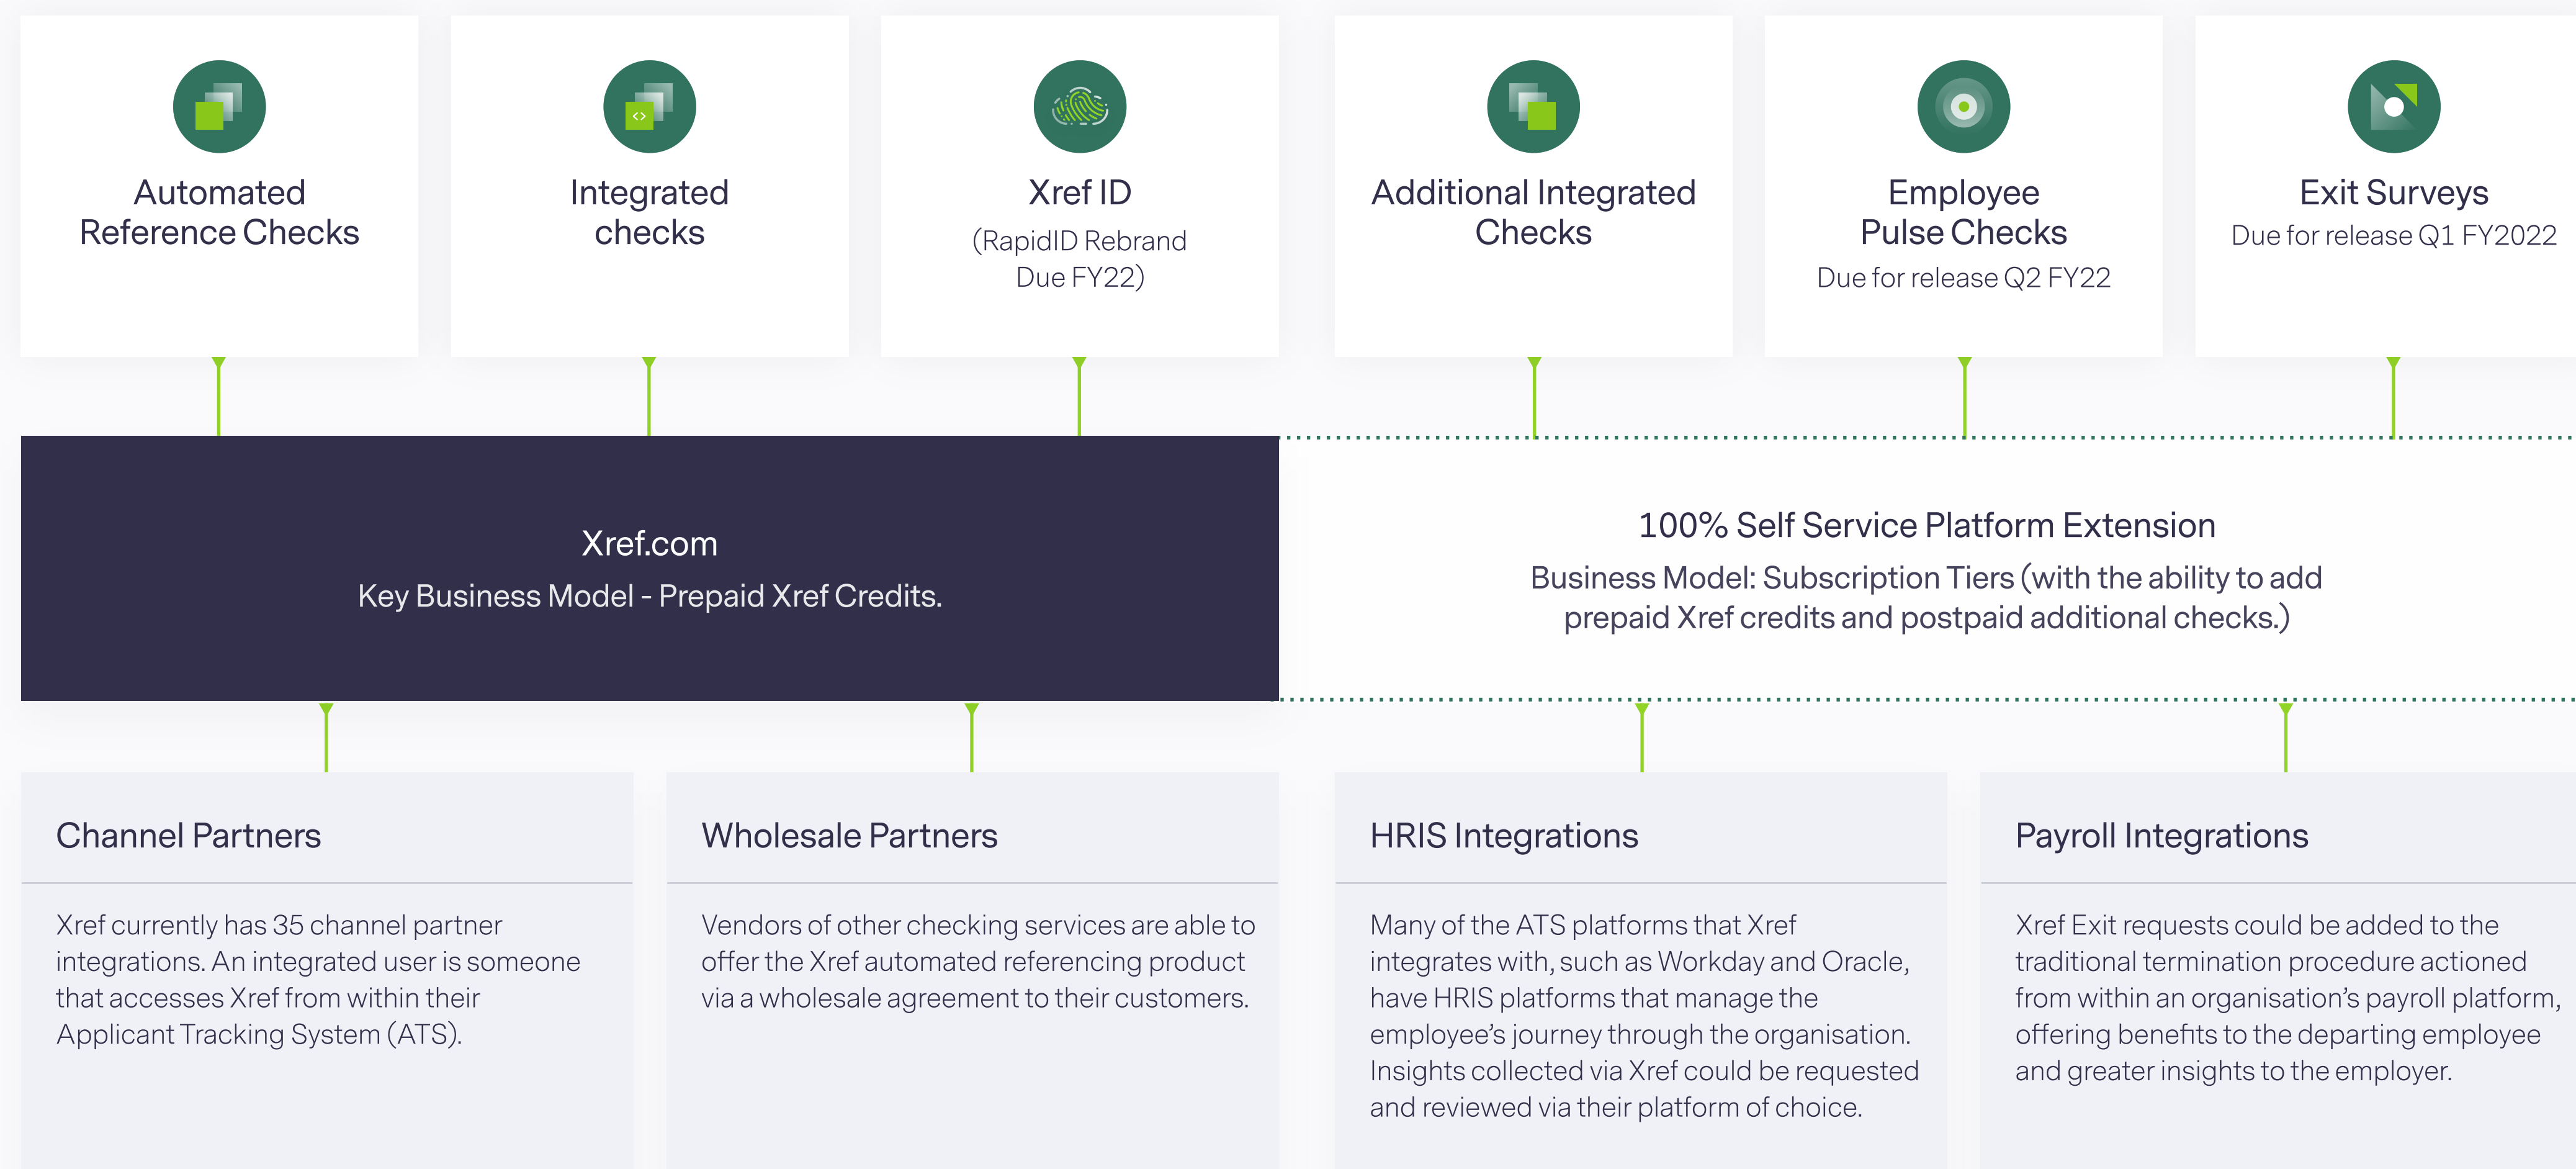 Automated
Reference Checks
Integrated
checks
Xref ID
(RapidID Rebrand
Due FY22)
Additional Integrated
Checks
Employee
Pulse Checks
Due for release Q2 FY22
Exit Surveys
Due for release Q1 FY2022
Xref.com
Key Business Model - Prepaid Xref Credits.
100% Self Service Platform Extension
Business Model: Subscription Tiers (with the ability to add
prepaid Xref credits and postpaid additional checks.)
Channel Partners
Xref currently has 35 channel partner
integrations. An integrated user is someone
that accesses Xref from within their
Applicant Tracking System (ATS).
Wholesale Partners
Vendors of other checking services are able to
offer the Xref automated referencing product
via a wholesale agreement to their customers.
HRIS Integrations
Many of the ATS platforms that Xref
integrates with, such as Workday and Oracle,
have HRIS platforms that manage the
employee’s journey through the organisation.
Insights collected via Xref could be requested
and reviewed via their platform of choice.
Payroll Integrations
Xref Exit requests could be added to the
traditional termination procedure actioned
from within an organisation’s payroll platform,
offering benefits to the departing employee
and greater insights to the employer.